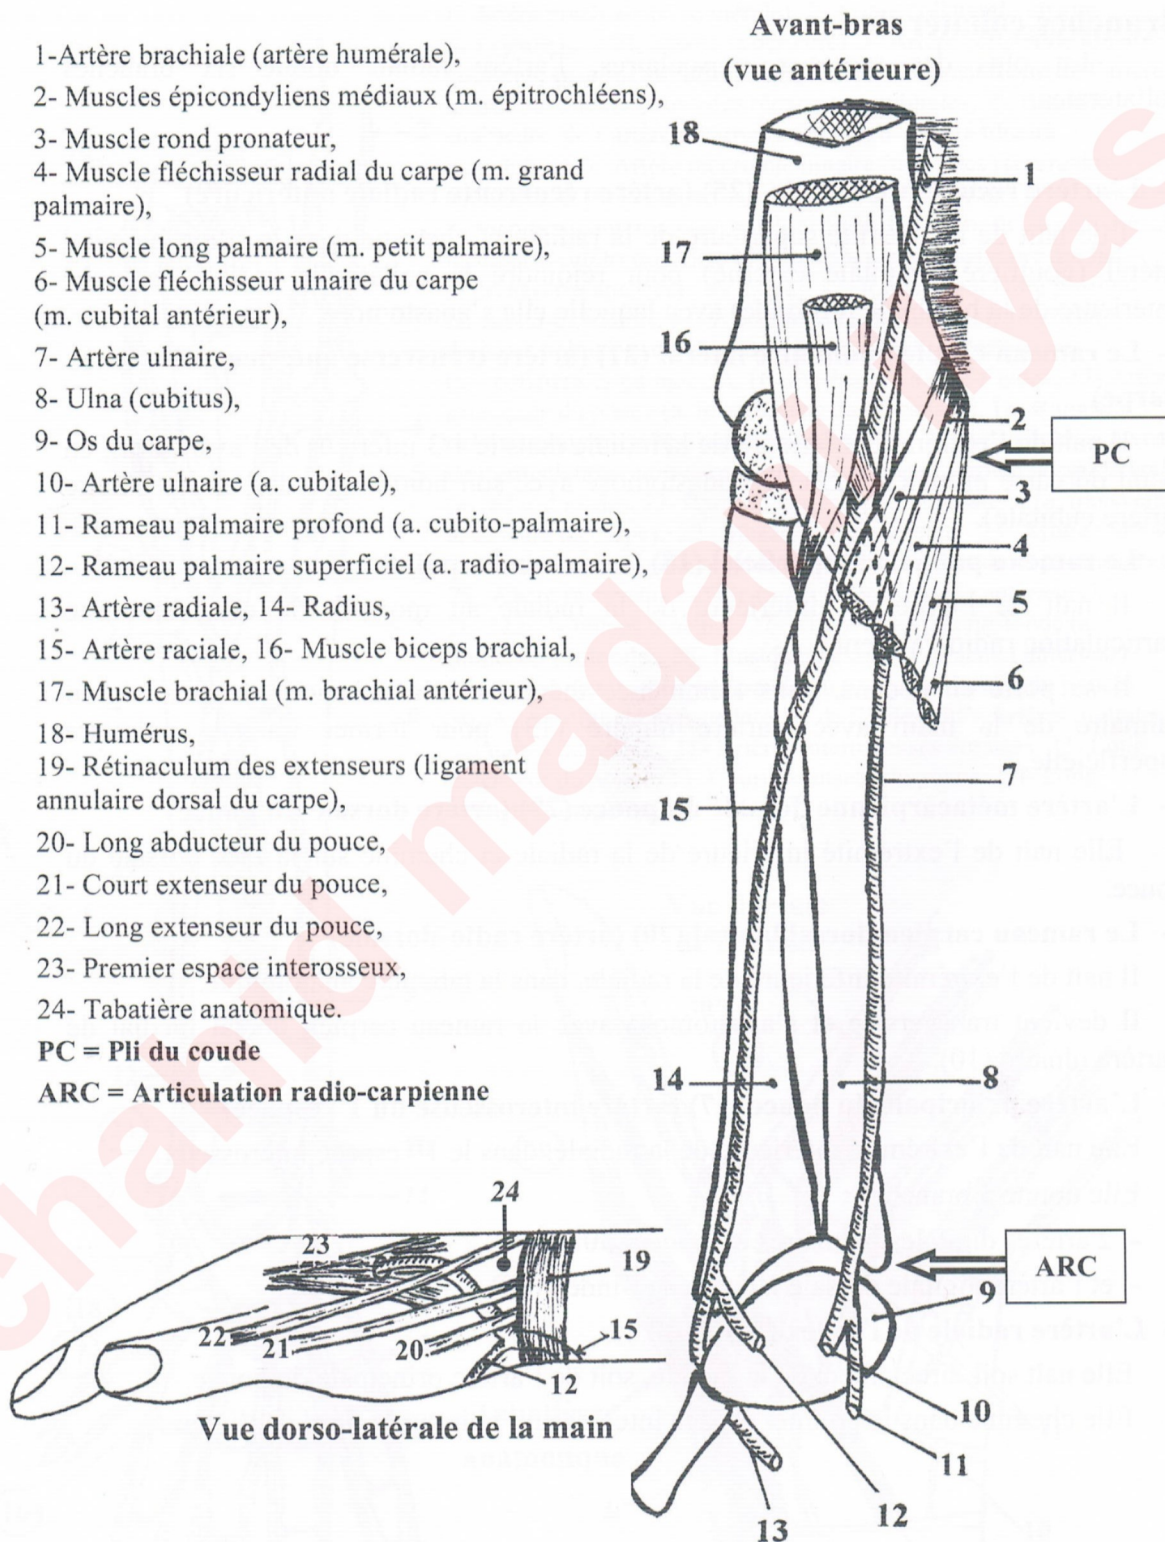 1-Artère brachiale (artère humérale),
2- Muscles épicondyliens médiaux (m. épitrochléens),
3- Muscle rond pronateur,
4- Muscle fléchisseur radial du carpe (m. grand
palmaire),
5- Muscle long palmaire (m. petit palmaire),
6- Muscle fléchisseur ulnaire du carpe
(m. cubital antérieur),
7- Artère ulnaire,
8- Ulna (cubitus),
9- Os du carpe,
10- Artère ulnaire (a. cubitale),
11- Rameau palmaire profond (a. cubito-palmaire),
12- Rameau palmaire superficiel (a. radio-palmaire),
13- Artère radiale, 14- Radius,
15- Artère raciale, 16- Muscle biceps brachial,
17- Muscle brachial (m. brachial antérieur),
18- Humérus,
19- Rétinaculum des extenseurs (ligament
annulaire dorsal du carpe),
20- Long abducteur du pouce,
21- Court extenseur du pouce,
22- Long extenseur du pouce,
23- Premier espace interosseux,
24- Tabatière anatomique.
PC = Pli du coude
ARC = Articulation radio-carpienne
Avant-bras
(vue antérieure)
18
1
17
16
2
PC
3
4
5
6
7
15
14
8
ARC
9
10
11
12
13
24
23
19
22
21
20
15
12
Vue dorso-latérale de la main
chanid madani ilyas